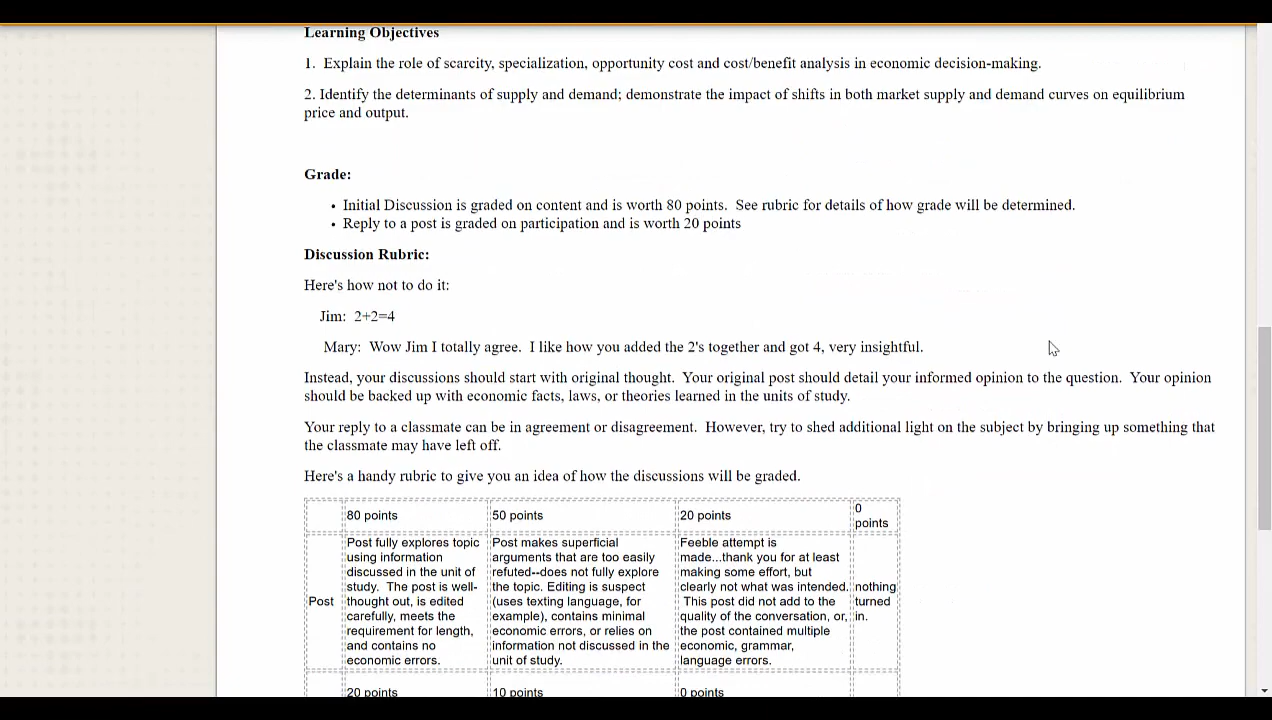 Learning Objectives
1.  Explain the role of scarcity, specialization, opportunity cost and cost/benefit analysis in economic decision-making.
2. Identify the determinants of supply and demand; demonstrate the impact of shifts in both market supply and demand curves on equilibrium
price and output.
Grade:
• Initial Discussion is graded on content and is worth 80 points.  See rubric for details of how grade will be determined.
• Reply to a post is graded on participation and is worth 20 points
Discussion Rubric:
Here's how not to do it:
Jim:  2+2=4
Mary:  Wow Jim I totally agree.  I like how you added the 2's together and got 4, very insightful.
Instead, your discussions should start with original thought.  Your original post should detail your informed opinion to the question.  Your opinion
should be backed up with economic facts, laws, or theories learned in the units of study.
Your reply to a classmate can be in agreement or disagreement.  However, try to shed additional light on the subject by bringing up something that
the classmate may have left off.
Here's a handy rubric to give you an idea of how the discussions will be graded.
80 points
50 points
20 points
0
points
Post
Post fully explores topic
using information
discussed in the unit of
study.  The post is well-
thought out, is edited
carefully, meets the
requirement for length,
and contains no
economic errors.
Post makes superficial
arguments that are too easily
refuted--does not fully explore
the topic. Editing is suspect
(uses texting language, for
example), contains minimal
economic errors, or relies on
information not discussed in the
unit of study.
Feeble attempt is
made...thank you for at least
making some effort, but
clearly not what was intended.
This post did not add to the
quality of the conversation, or,
the post contained multiple
economic, grammar,
language errors.
nothing
turned
in.
20 points
10 points
0 points